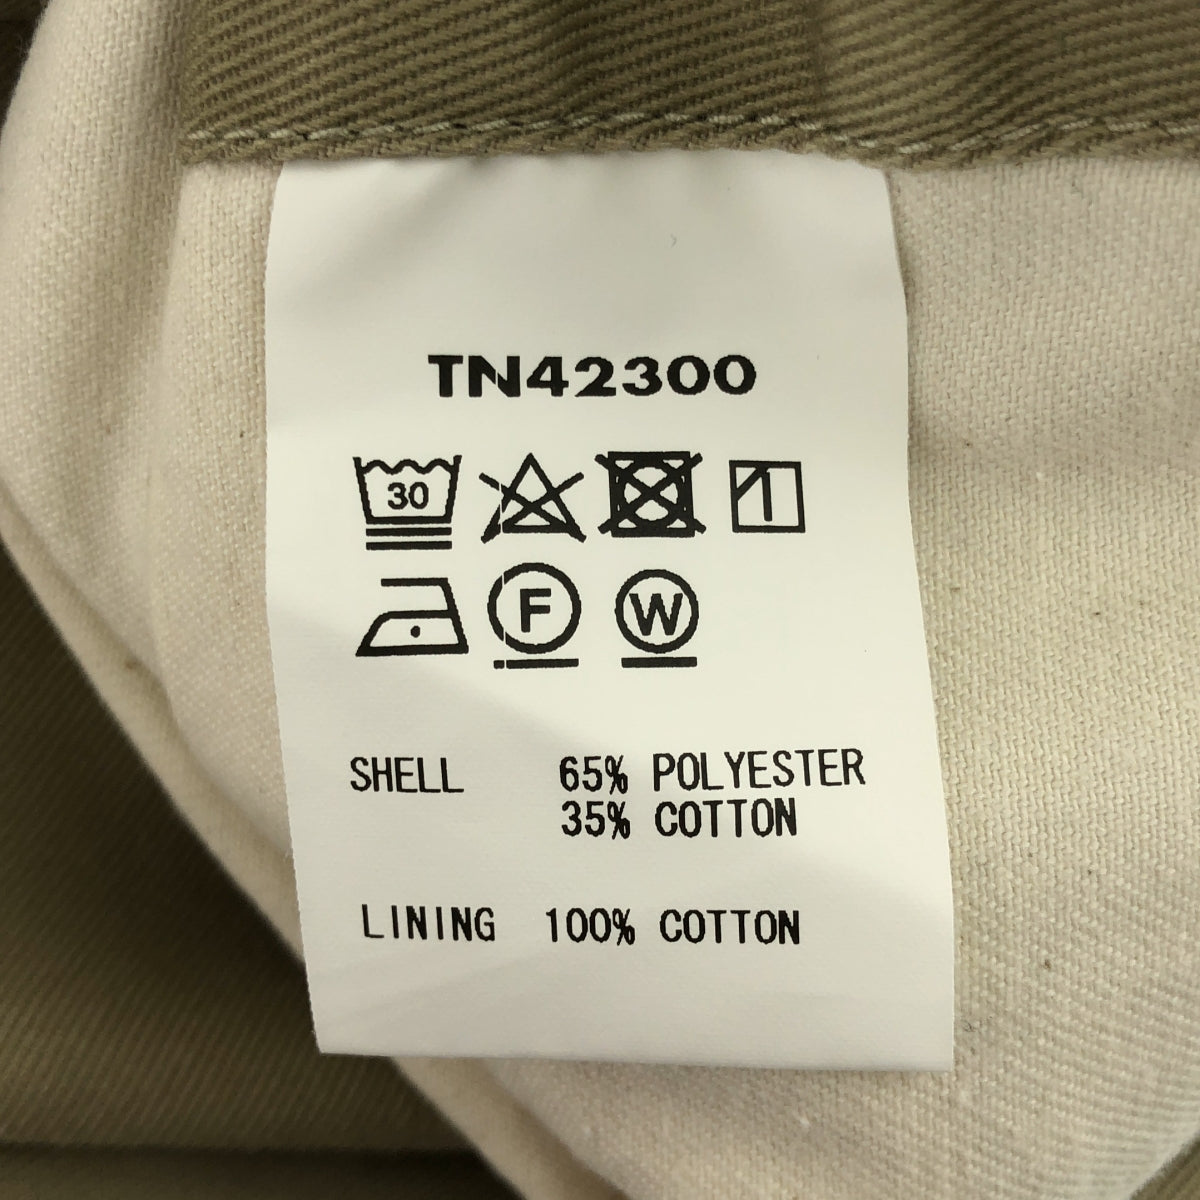 TN42300
30
F W
SHELL 65% POLYESTER
35% COTTON
LINING 100% COTTON